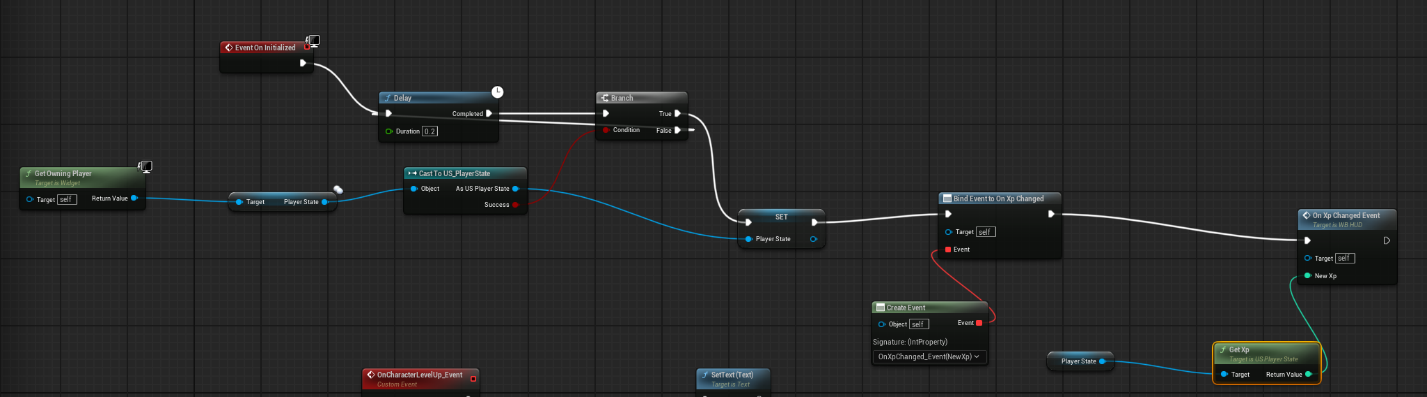 Event On Initialized
Delay
Completed
Duration 0.2
Branch
True
Condition
False
Get Owning Player
Target is Widget
Target self
Return Value
Target
Player State
Cast To US_PlayerState
Object
As US Player State
Success
SET
Player State
Bind Event to On Xp Changed
Target self
Event
On Xp Changed Event
Target is WB HUD
Target self
New Xp
Create Event
Object self
Event
Signature: (IntProperty)
OnXpChanged_Event(NewXp)
Player State
Get Xp
Target is US Player State
Target
Return Value
OnCharacterLevelUp_Event
Custom Event
SetText (Text)
Target is Text